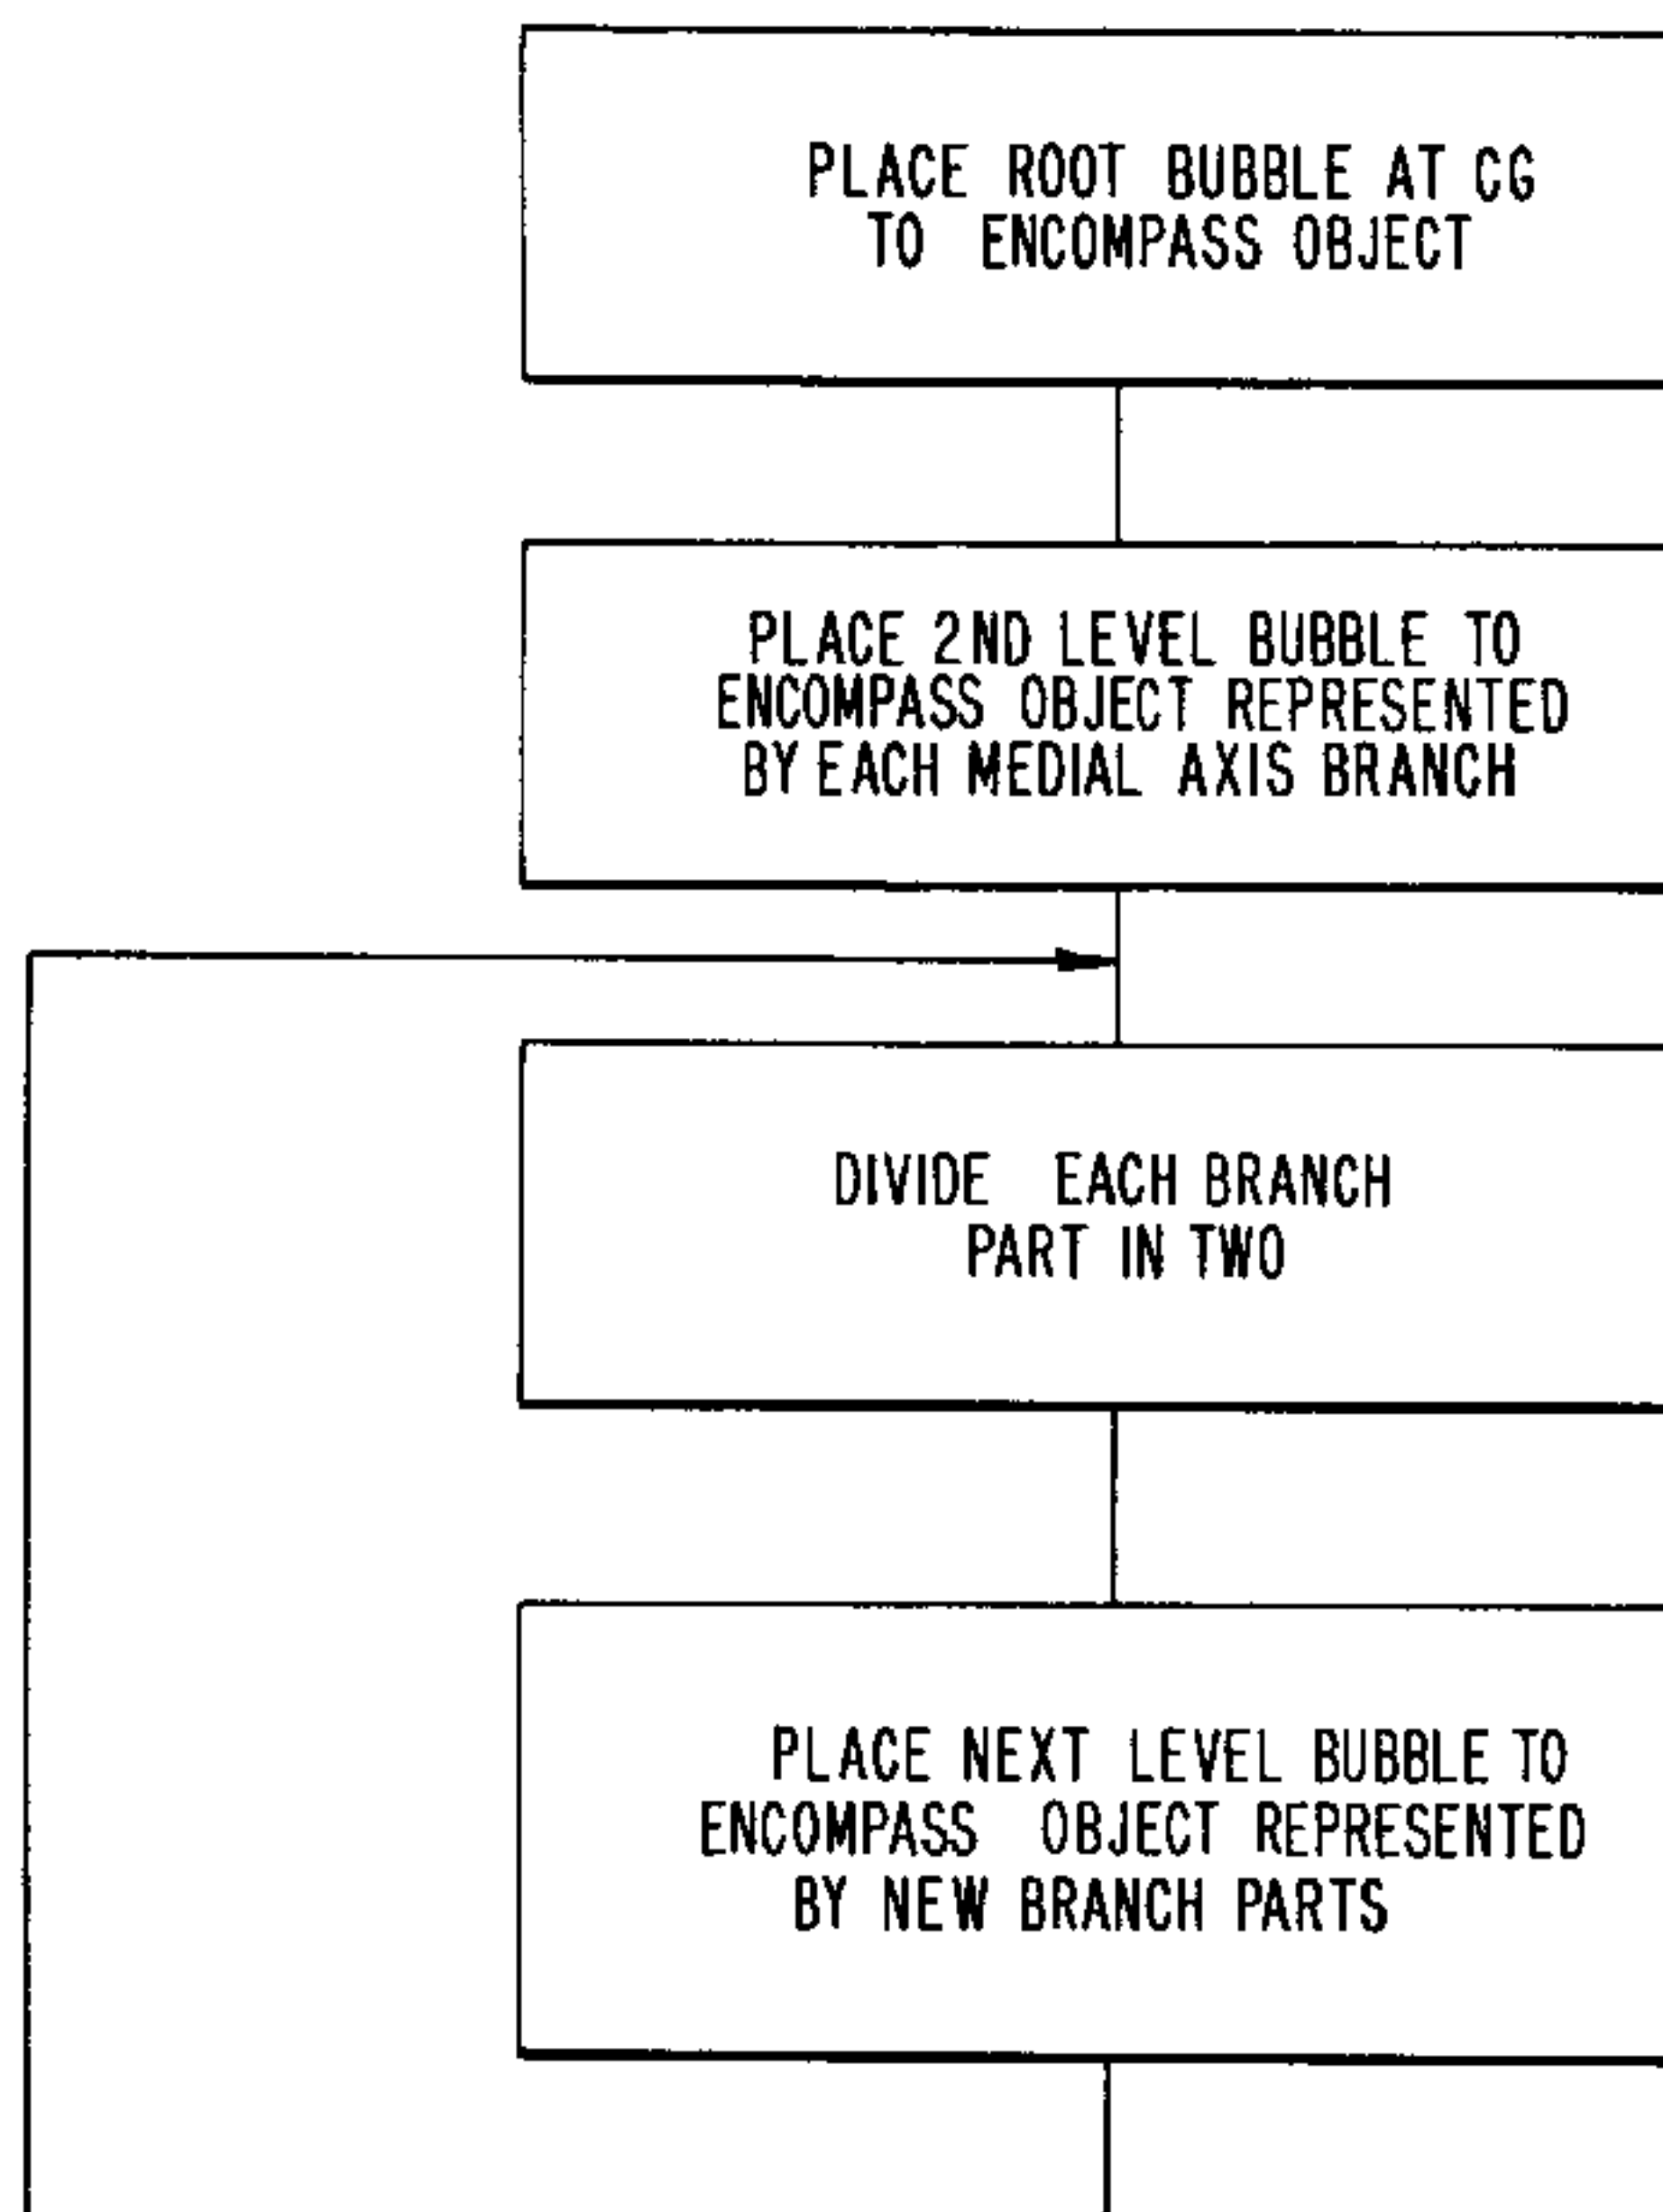 PLACE ROOT BUBBLE AT CG
TO ENCOMPASS OBJECT
PLACE 2ND LEVEL BUBBLE TO
ENCOMPASS OBJECT REPRESENTED
BY EACH MEDIAL AXIS BRANCH
DIVIDE EACH BRANCH
PART IN TWO
PLACE NEXT LEVEL BUBBLE TO
ENCOMPASS OBJECT REPRESENTED
BY NEW BRANCH PARTS